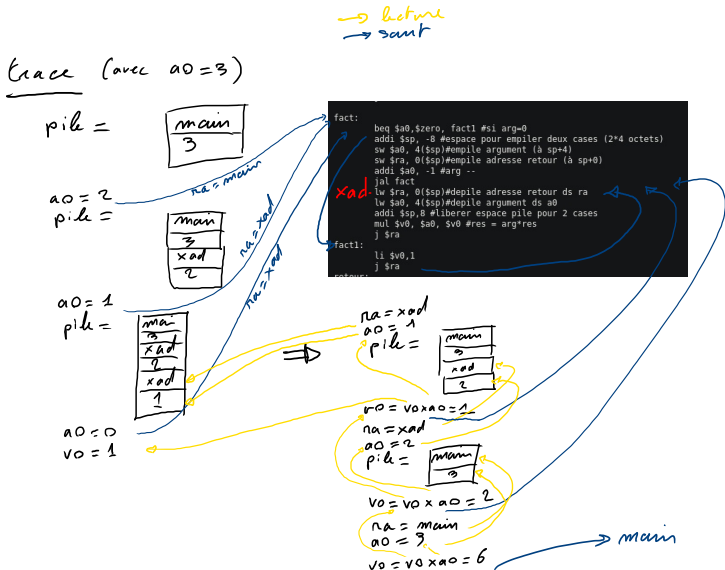 → lecture
→ saut
trace (avec a0=3)
pile =
main
3
ra = main
a0 = 2
pile =
main
3
xad
2
ra = xad
a0 = 1
pile =
mai
3
xad
2
xad
1
ra = xad
a0 = 0
v0 = 1
fact:
beq $a0,$zero, fact1 #si arg=0
addi $sp, -8 #espace pour empiler deux cases (2*4 octets)
sw $a0, 4($sp)#empile argument (à sp+4)
sw $ra, 0($sp)#empile adresse retour (à sp+0)
addi $a0, -1 #arg --
jal fact
xad lw $ra, 0($sp)#depile adresse retour ds ra
lw $a0, 4($sp)#depile argument ds a0
addi $sp,8 #liberer espace pile pour 2 cases
mul $v0, $a0, $v0 #res = arg*res
j $ra
fact1:
li $v0,1
j $ra
⇒
ra = xad
a0 = 1
pile =
main
3
xad
2
v0 = v0 x a0 = 1
ra = xad
a0 = 2
pile =
main
3
v0 = v0 x a0 = 2
ra = main
a0 = 3
v0 = v0 x a0 = 6
→ main